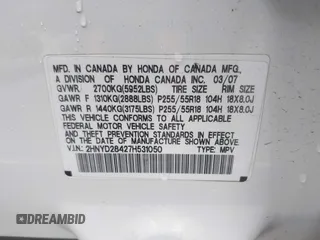 MFD. IN CANADA BY HONDA OF CANADA MFG.,
A DIVISION OF HONDA CANADA INC. 03/07
GVWR, 2700KG(5952LBS) TIRE SIZE RIM SIZE
GAWR F 1310KG(2888LBS) P255/55R18 104H 18X8.0J
GAWR R 1440KG(3175LBS) P255/55R18 104H 18X8.0J
THIS VEHICLE CONFORMS TO ALL APPLICABLE
FEDERAL MOTOR VEHICLE SAFETY
AND THEFT PREVENTION STANDARDS IN EFFECT
ON THE DATE OF MANUFACTURE SHOWN ABOVE.
V.I.N: 2HNYD28427H531050 TYPE: MPV
DREAMBID